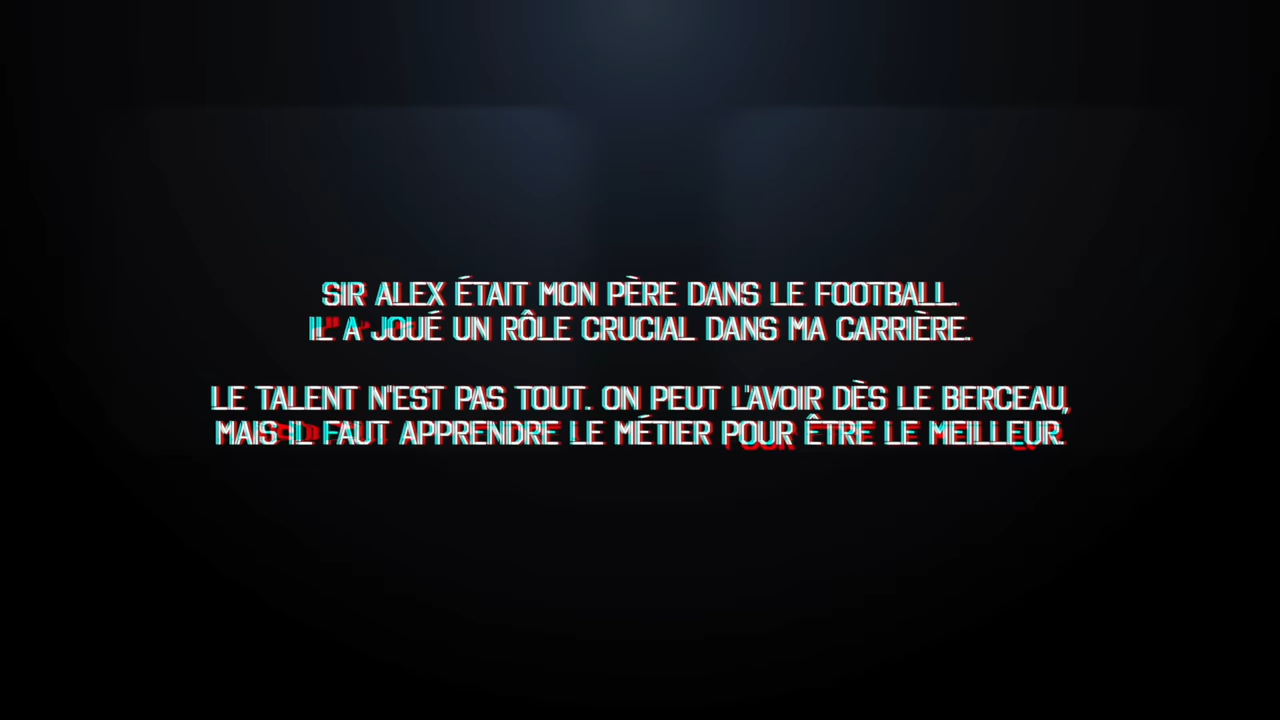 SIR ALEX ÉTAIT MON PÈRE DANS LE FOOTBALL.
IL A JOUÉ UN RÔLE CRUCIAL DANS MA CARRIÈRE.
LE TALENT N'EST PAS TOUT. ON PEUT L'AVOIR DÈS LE BERCEAU,
MAIS IL FAUT APPRENDRE LE MÉTIER POUR ÊTRE LE MEILLEUR.